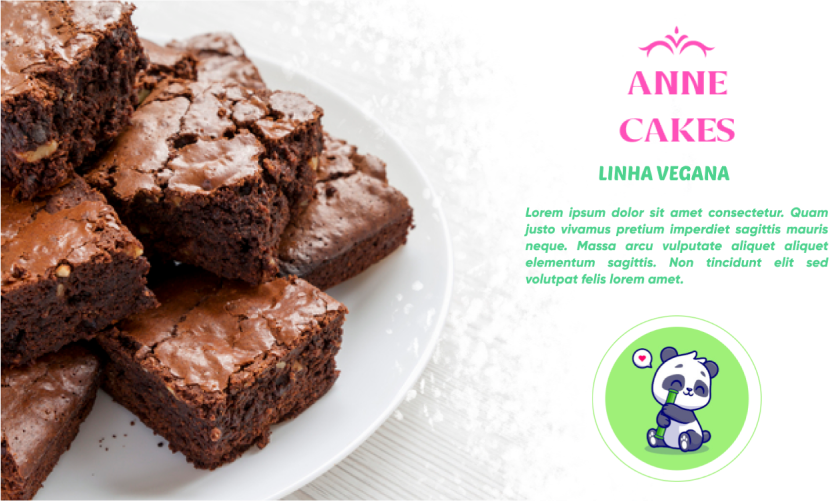 ANNE
CAKES
LINHA VEGANA
Lorem ipsum dolor sit amet consectetur. Quam
justo vivamus pretium imperdiet sagittis mauris
neque. Massa arcu vulputate aliquet aliquet
elementum sagittis. Non tincidunt elit sed
volutpat felis lorem amet.